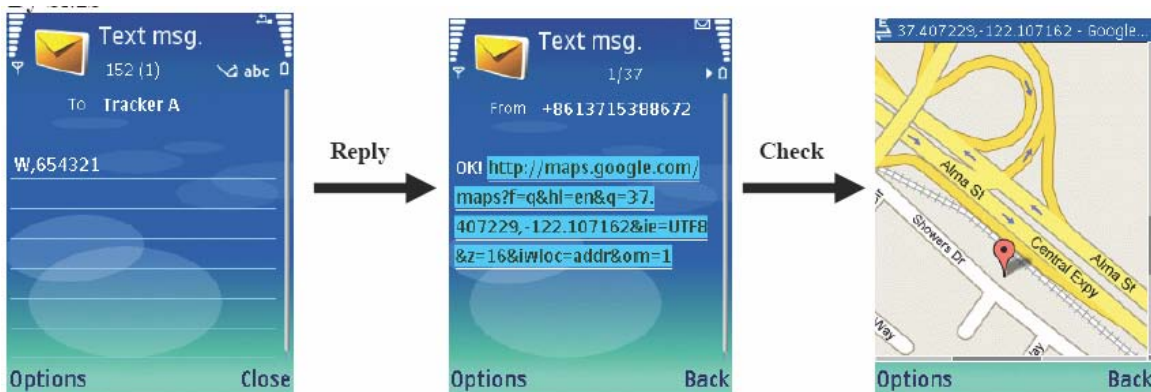 Text msg.
152 (1)
abc
To Tracker A
W,654321
Options Close
Reply
Text msg.
1/37
From +8613715388672
OK! http://maps.google.com/
maps?f=q&hl=en&q=37.
407229,-122.107162&ie=UTF8
&z=16&iwloc=addr&om=1
Options Back
Check
37.407229,-122.107162 - Google...
Alma St
Showers Dr
Central Expy
Alma St
Way
Options Back